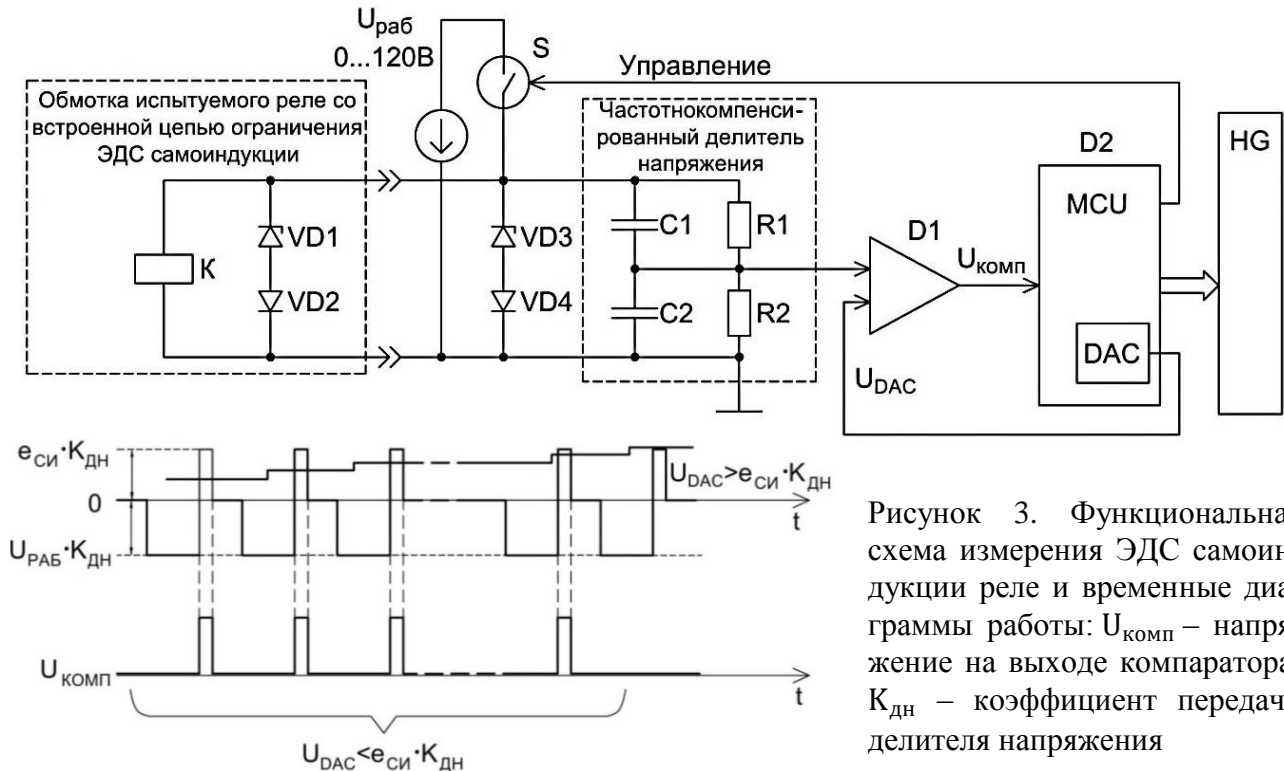 Uраб
0...120В
S
Управление
Обмотка испытуемого реле со
встроенной цепью ограничения
ЭДС самоиндукции
Частотнокомпенси-
рованный делитель
напряжения
K
VD1
VD2
VD3
VD4
C1
C2
R1
R2
D1
Uкомп
D2
MCU
DAC
UDAC
HG
eСИ·KДН
0
UРАБ·KДН
UDAC>eСИ·KДН
t
UКОМП
t
UDAC<eСИ·KДН
Рисунок 3. Функциональна
схема измерения ЭДС самоин
дукции реле и временные диа
граммы работы: Uкомп – напря
жение на выходе компаратора
Kдн – коэффициент передач
делителя напряжения